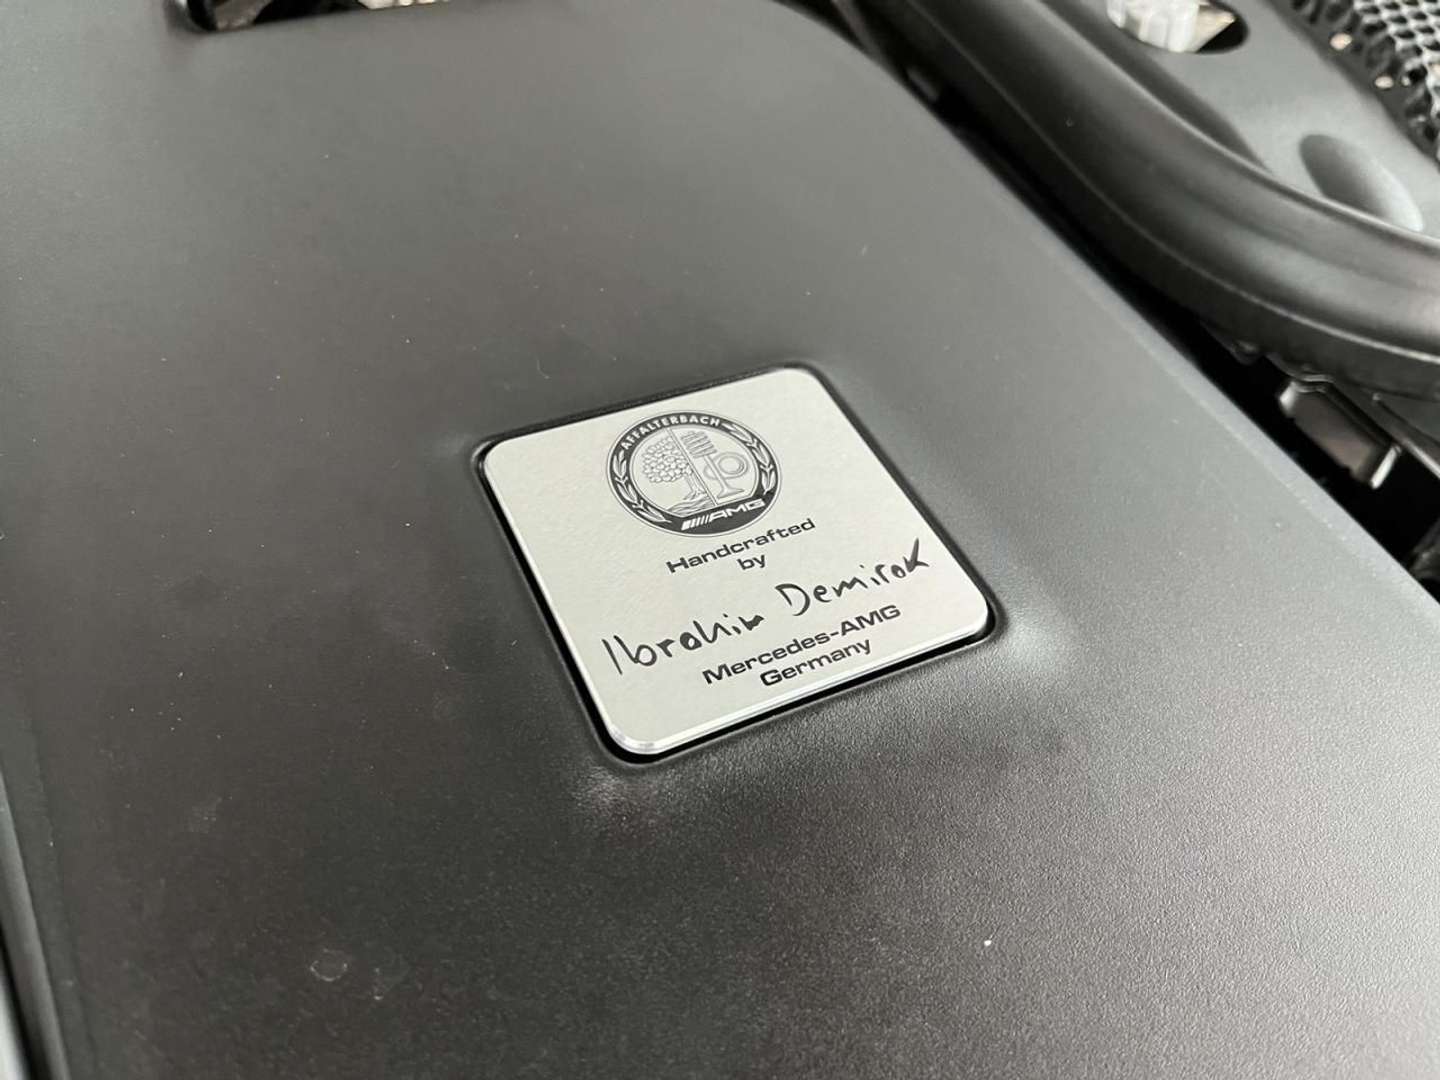 AFFALTERBACH
AMG
Handcrafted
by
Ibrahim Demirok
Mercedes-AMG
Germany